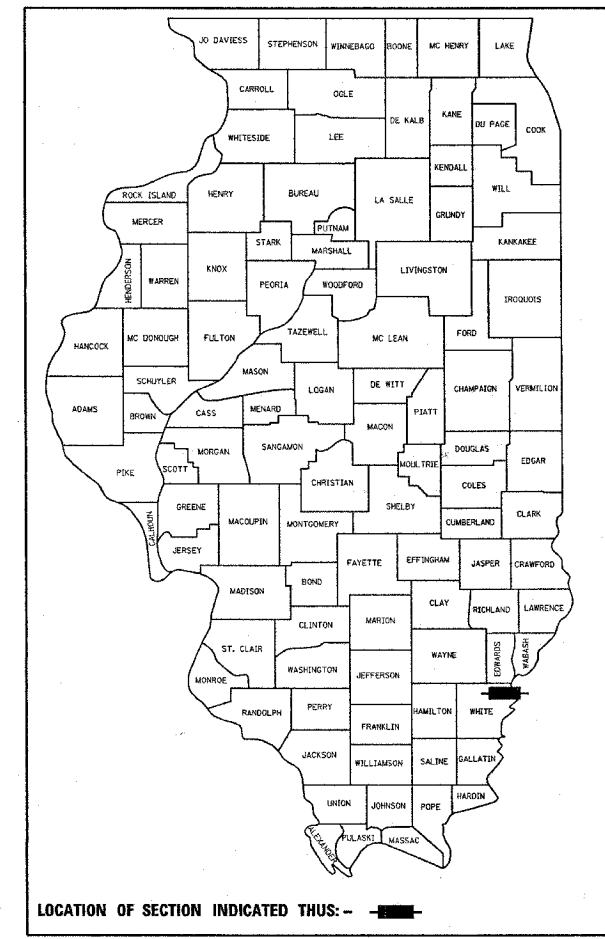 JO DAVIESS STEPHENSON WINNEBAGO BOONE MC HENRY LAKE
CARROLL OGLE DE KALB KANE DU PAGE COOK
WHITESIDE LEE KENDALL WILL
ROCK ISLAND HENRY BUREAU LA SALLE GRUNDY
MERCER PUTNAM KANKAKEE
HENDERSON WARREN KNOX STARK MARSHALL LIVINGSTON
PEORIA WOODFORD IROQUOIS
HANCOCK MC DONOUGH FULTON TAZEWELL MC LEAN FORD
SCHUYLER MASON LOGAN DE WITT CHAMPAIGN VERMILION
ADAMS BROWN CASS MENARD MACON PIATT
PIKE SCOTT MORGAN SANGAMON MOULTRIE DOUGLAS EDGAR
CHRISTIAN COLES
CALHOUN GREENE MACOUPIN MONTGOMERY SHELBY CUMBERLAND CLARK
JERSEY FAYETTE EFFINGHAM JASPER CRAWFORD
MADISON BOND CLAY RICHLAND LAWRENCE
CLINTON MARION
ST. CLAIR WAYNE EDWARDS WABASH
MONROE WASHINGTON JEFFERSON
RANDOLPH PERRY HAMILTON WHITE
FRANKLIN
JACKSON WILLIAMSON SALINE GALLATIN
UNION JOHNSON POPE HARDIN
ALEXANDER PULASKI MASSAC
LOCATION OF SECTION INDICATED THUS: -